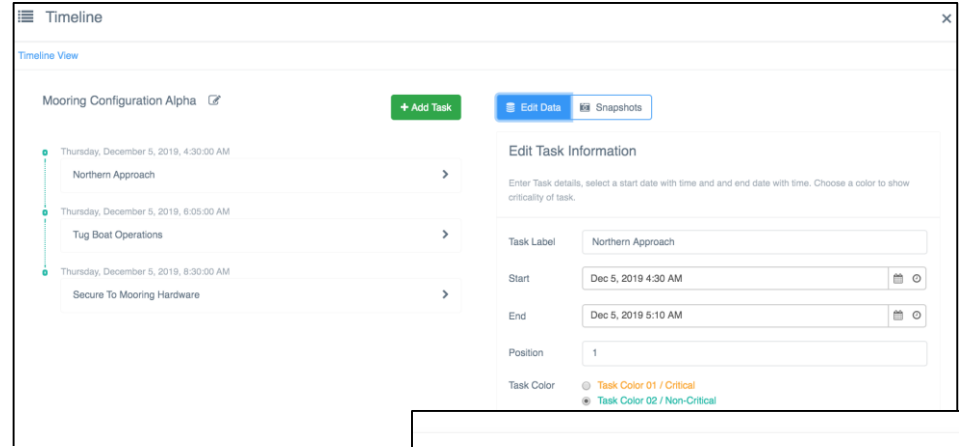 Timeline
Timeline View
Mooring Configuration Alpha
+ Add Task
Thursday, December 5, 2019, 4:30:00 AM
Northern Approach
Thursday, December 5, 2019, 6:05:00 AM
Tug Boat Operations
Thursday, December 5, 2019, 8:30:00 AM
Secure To Mooring Hardware
Edit Data
Snapshots
Edit Task Information
Enter Task details, select a start date with time and and end date with time. Choose a color to show
criticality of task.
Task Label Northern Approach
Start Dec 5, 2019 4:30 AM
End Dec 5, 2019 5:10 AM
Position 1
Task Color Task Color 01 / Critical
Task Color 02 / Non-Critical